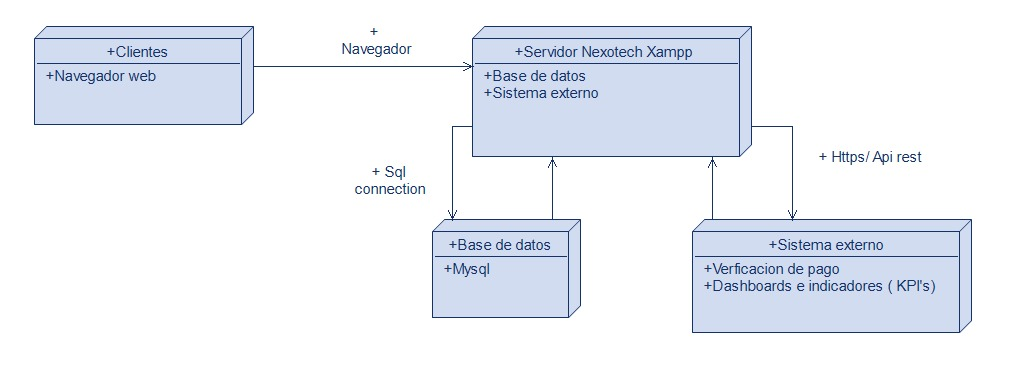 +Clientes
+Navegador web
+
Navegador
+Servidor Nexotech Xampp
+Base de datos
+Sistema externo
+ Sql
connection
+ Https/ Api rest
+Base de datos
+Mysql
+Sistema externo
+Verficacion de pago
+Dashboards e indicadores ( KPI's)